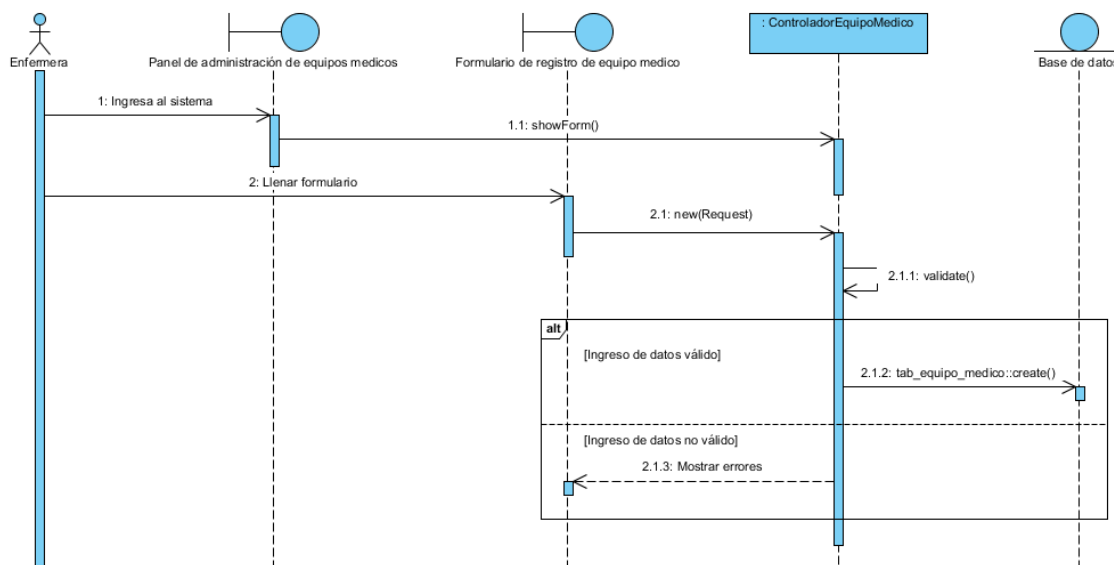 : ControladorEquipoMedico
Enfermera
Panel de administración de equipos medicos
Formulario de registro de equipo medico
Base de datos
1: Ingresa al sistema
1.1: showForm()
2: Llenar formulario
2.1: new(Request)
2.1.1: validate()
alt
[Ingreso de datos válido]
2.1.2: tab_equipo_medico::create()
[Ingreso de datos no válido]
2.1.3: Mostrar errores